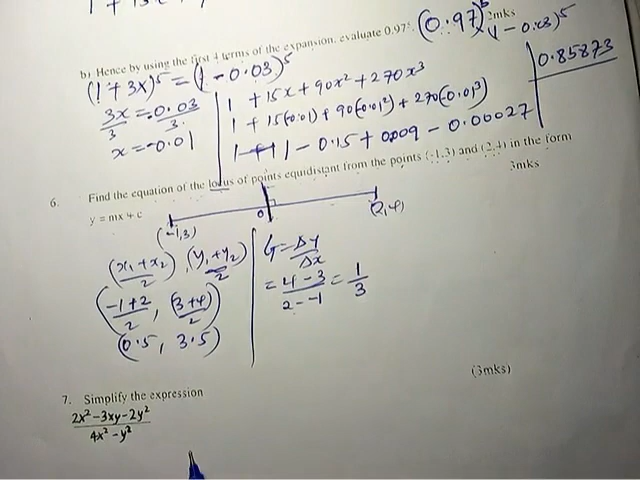 b) Hence by using the first 4 terms of the expansion, evaluate 0.97⁵ (0.97)⁵ 2mks
(1 + 3x)⁵ = (1 - 0.03)⁵ (1 - 0.03)⁵
3x/3 = -0.03/3
x = -0.01
1 + 15x + 90x² + 270x³
1 + 15(-0.01) + 90(-0.01²) + 270(-0.01³)
1 - 0.15 + 0.009 - 0.00027
0.85873
6. Find the equation of the locus of points equidistant from the points (-1,3) and (2,4) in the form
y = mx + c
3mks
(-1,3) 0 (2,4)
(x₁+x₂)/2 , (y₁+y₂)/2
(-1+2)/2 , (3+4)/2
(0.5, 3.5)
G = Δy/Δx
= 4-3/2--1 = 1/3
(3mks)
7. Simplify the expression
2x²-3xy-2y²
4x²-y²